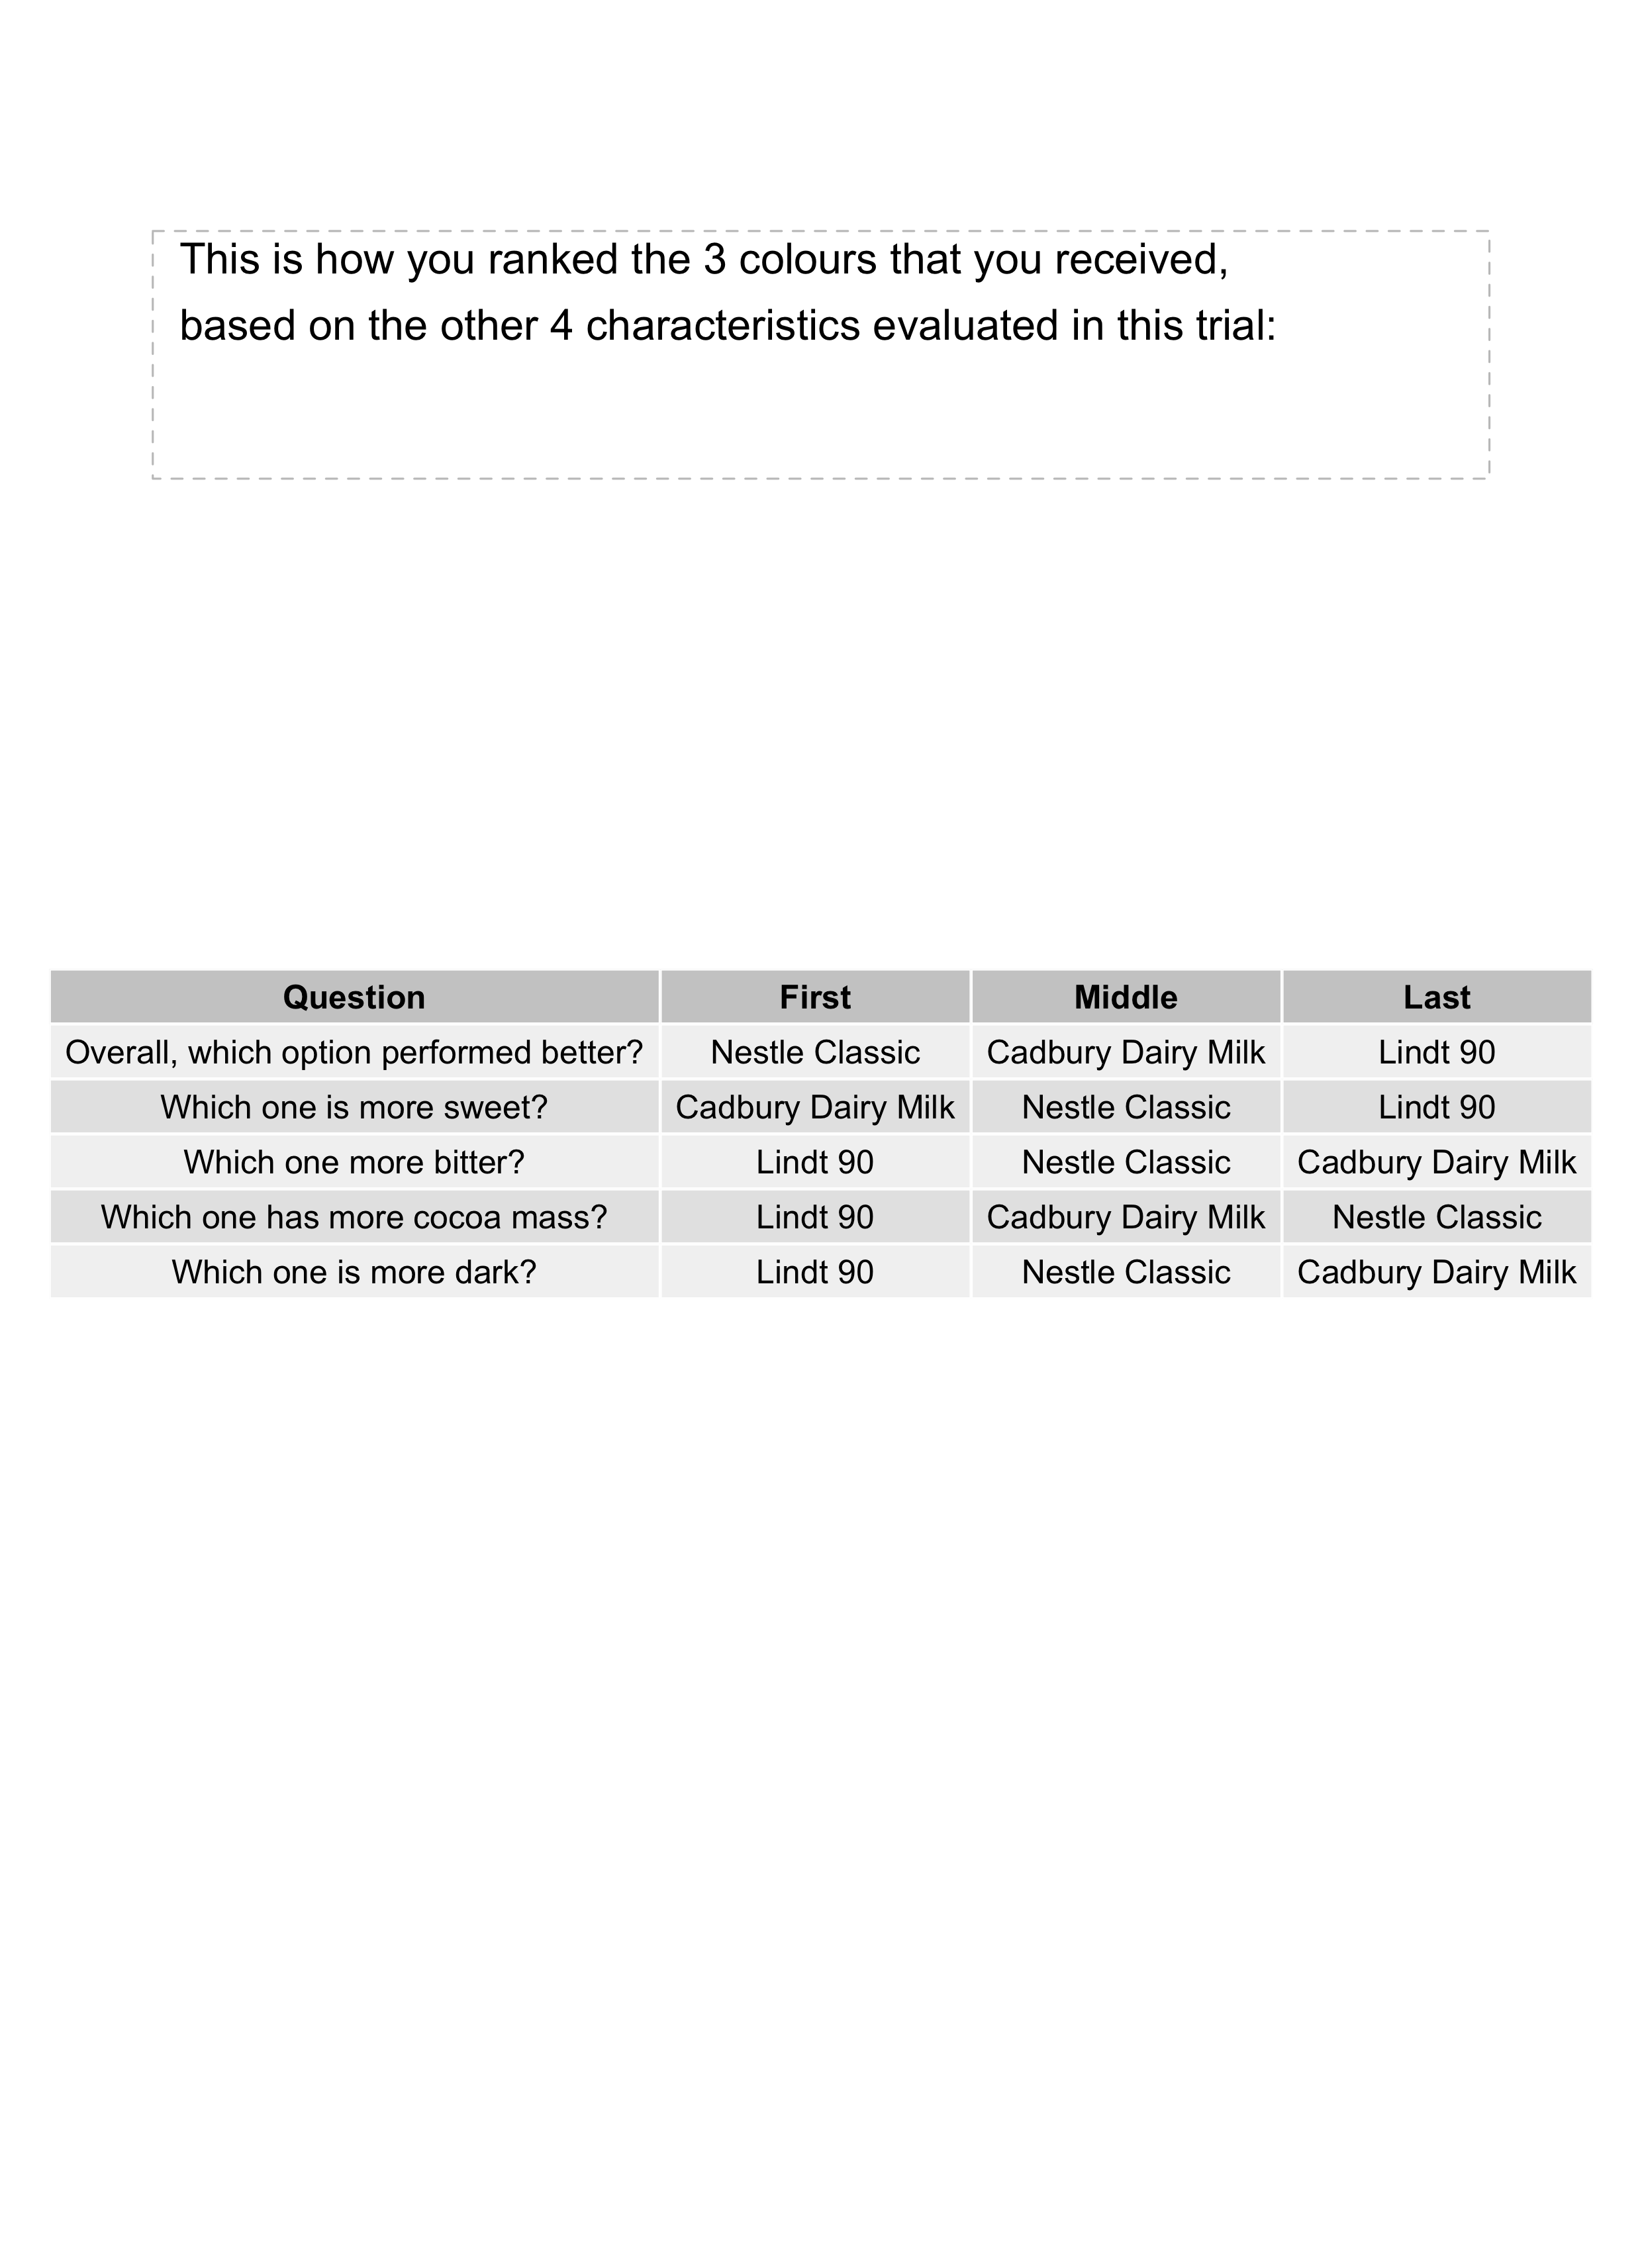 This is how you ranked the 3 colours that you received,
based on the other 4 characteristics evaluated in this trial:
Question First Middle Last
Overall, which option performed better? Nestle Classic Cadbury Dairy Milk Lindt 90
Which one is more sweet? Cadbury Dairy Milk Nestle Classic Lindt 90
Which one more bitter? Lindt 90 Nestle Classic Cadbury Dairy Milk
Which one has more cocoa mass? Lindt 90 Cadbury Dairy Milk Nestle Classic
Which one is more dark? Lindt 90 Nestle Classic Cadbury Dairy Milk